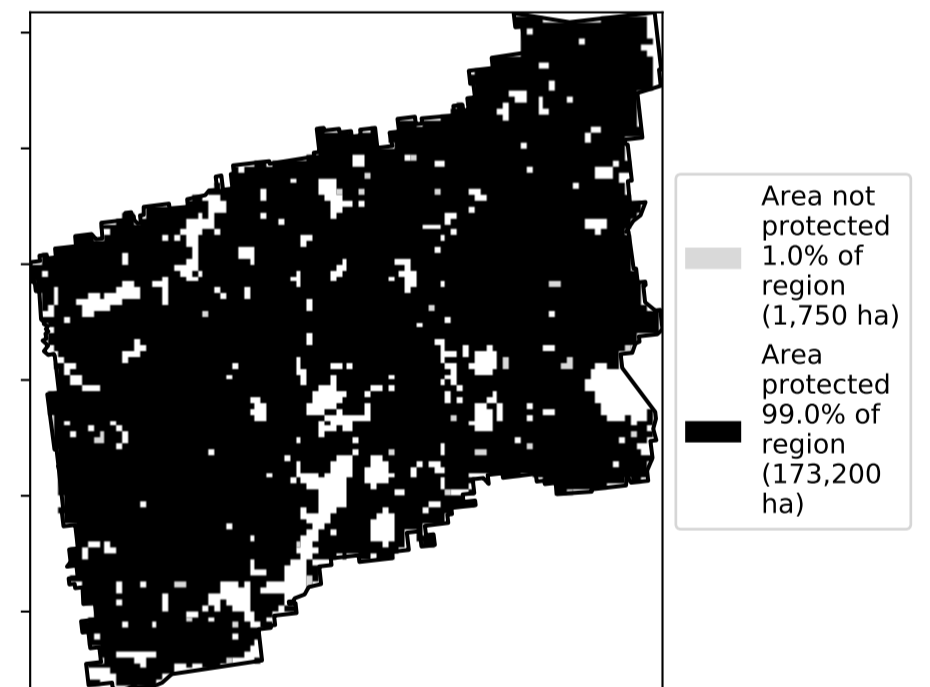 Area not
protected
1.0% of
region
(1,750 ha)
Area
protected
99.0% of
region
(173,200
ha)